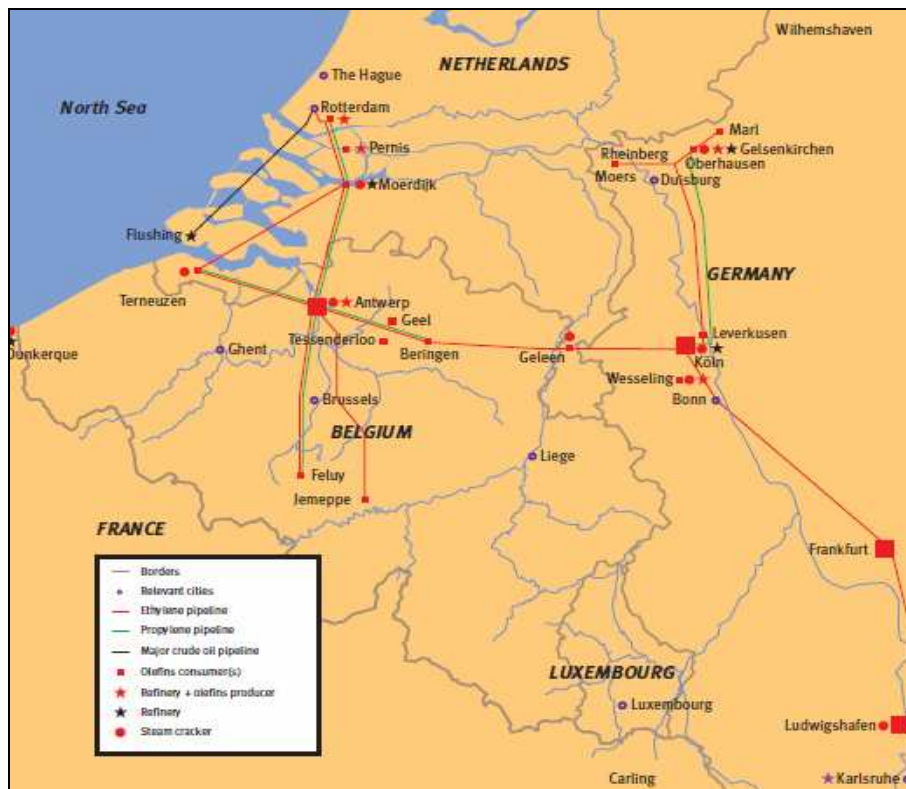 Wilhemshaven
NETHERLANDS
The Hague
North Sea
Rotterdam
Marl
Pernis
Gelsenkirchen
Rheinberg
Oberhausen
Moers
Duisburg
Moerdijk
Flushing
GERMANY
Terneuzen
Antwerp
Geel
Leverkusen
Tessenderloo
Ghent
Beringen
Geleen
Köln
Dunkerque
Wesseling
Brussels
Bonn
BELGIUM
Liege
Feluy
Jemeppe
FRANCE
Frankfurt
Borders
Relevant cities
Ethylene pipeline
Propylene pipeline
Major crude oil pipeline
Olefins consumer(s)
Refinery + olefins producer
Refinery
Steam cracker
LUXEMBOURG
Luxembourg
Ludwigshafen
Carling
Karlsruhe